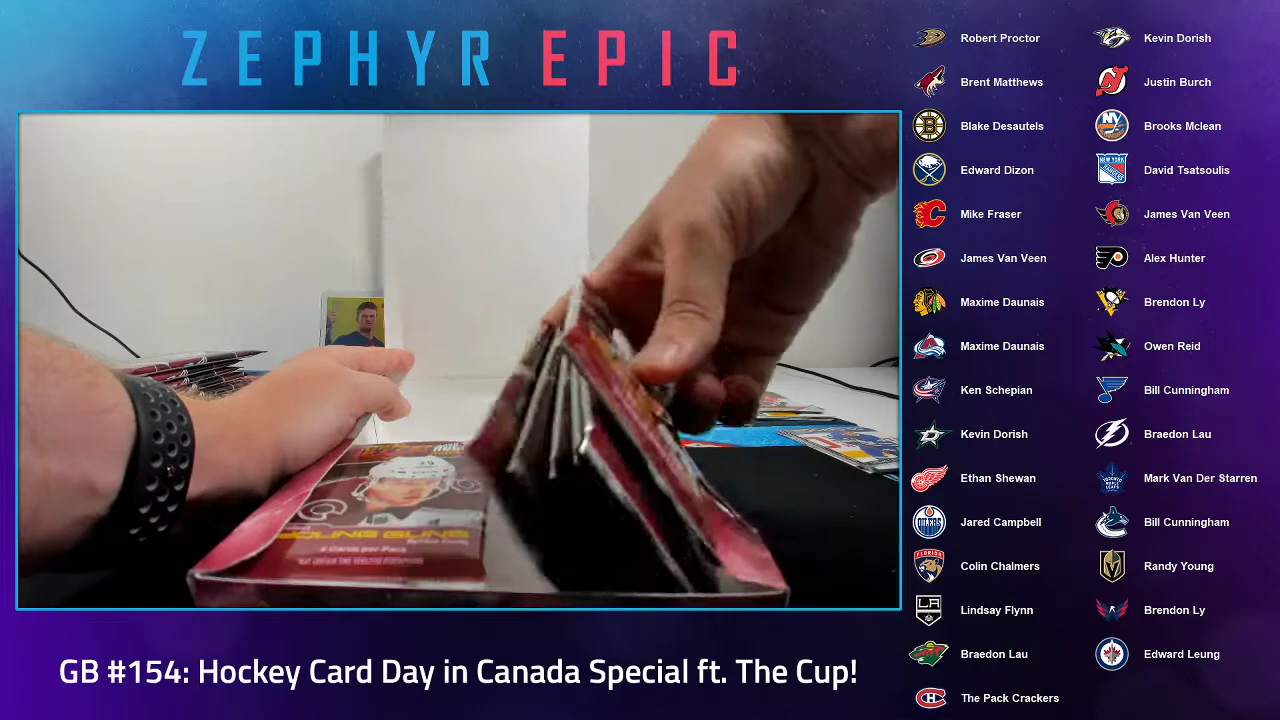 ZEPHYR EPIC
Robert Proctor
Brent Matthews
Blake Desautels
Edward Dizon
Mike Fraser
James Van Veen
Maxime Daunais
Maxime Daunais
Ken Schepian
Kevin Dorish
Ethan Shewan
Jared Campbell
Colin Chalmers
Lindsay Flynn
Braedon Lau
The Pack Crackers
Kevin Dorish
Justin Burch
Brooks Mclean
David Tsatsoulis
James Van Veen
Alex Hunter
Brendon Ly
Owen Reid
Bill Cunningham
Braedon Lau
Mark Van Der Starren
Bill Cunningham
Randy Young
Brendon Ly
Edward Leung
YOUNG GUNS
GB #154: Hockey Card Day in Canada Special ft. The Cup!